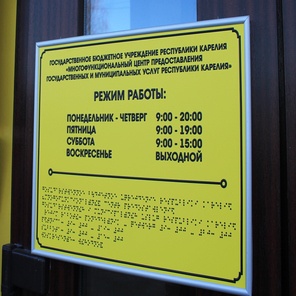 ГОСУДАРСТВЕННОЕ БЮДЖЕТНОЕ УЧРЕЖДЕНИЕ РЕСПУБЛИКИ КАРЕЛИЯ
«МНОГОФУНКЦИОНАЛЬНЫЙ ЦЕНТР ПРЕДОСТАВЛЕНИЯ
ГОСУДАРСТВЕННЫХ И МУНИЦИПАЛЬНЫХ УСЛУГ РЕСПУБЛИКИ КАРЕЛИЯ»
РЕЖИМ РАБОТЫ:
ПОНЕДЕЛЬНИК - ЧЕТВЕРГ 9:00 - 20:00
ПЯТНИЦА 9:00 - 19:00
СУББОТА 9:00 - 15:00
ВОСКРЕСЕНЬЕ ВЫХОДНОЙ